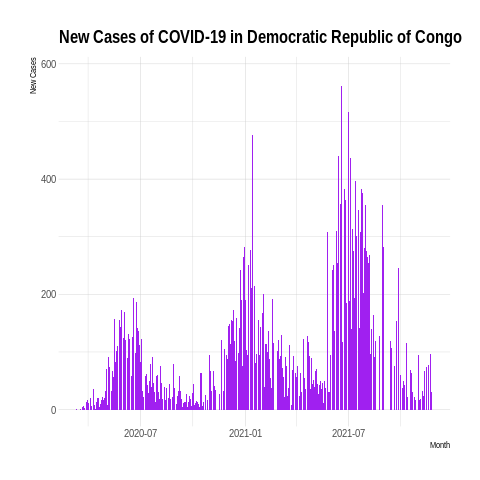 New Cases of COVID-19 in Democratic Republic of Congo
New Cases
600
400
200
0
2020-07
2021-01
2021-07
Month